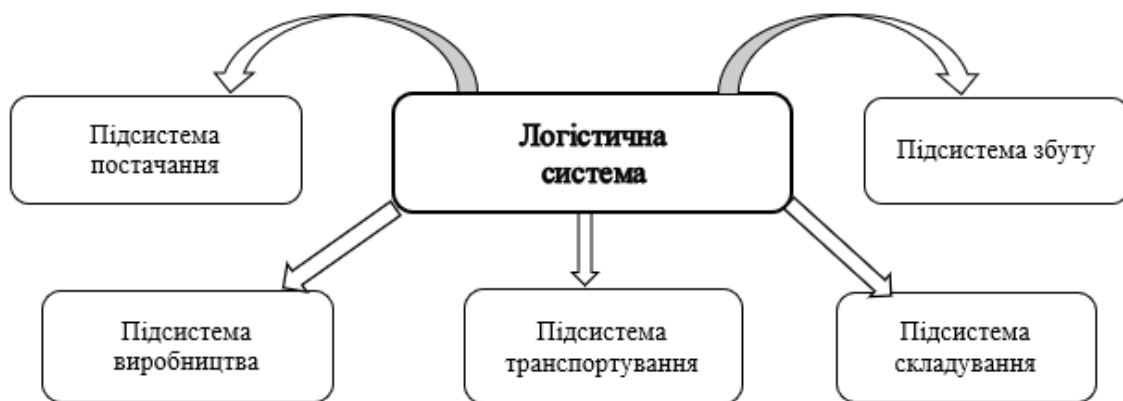 Логістична
система
Підсистема
постачання
Підсистема збуту
Підсистема
виробництва
Підсистема
транспортування
Підсистема
складування